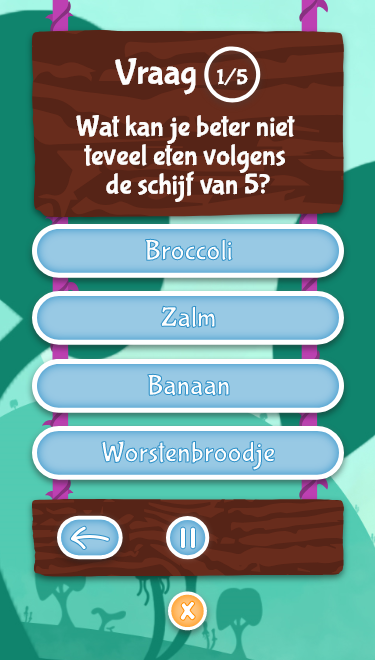 Vraag 1/5
Wat kan je beter niet
teveel eten volgens
de schijf van 5?
Broccoli
Zalm
Banaan
Worstenbroodje
X